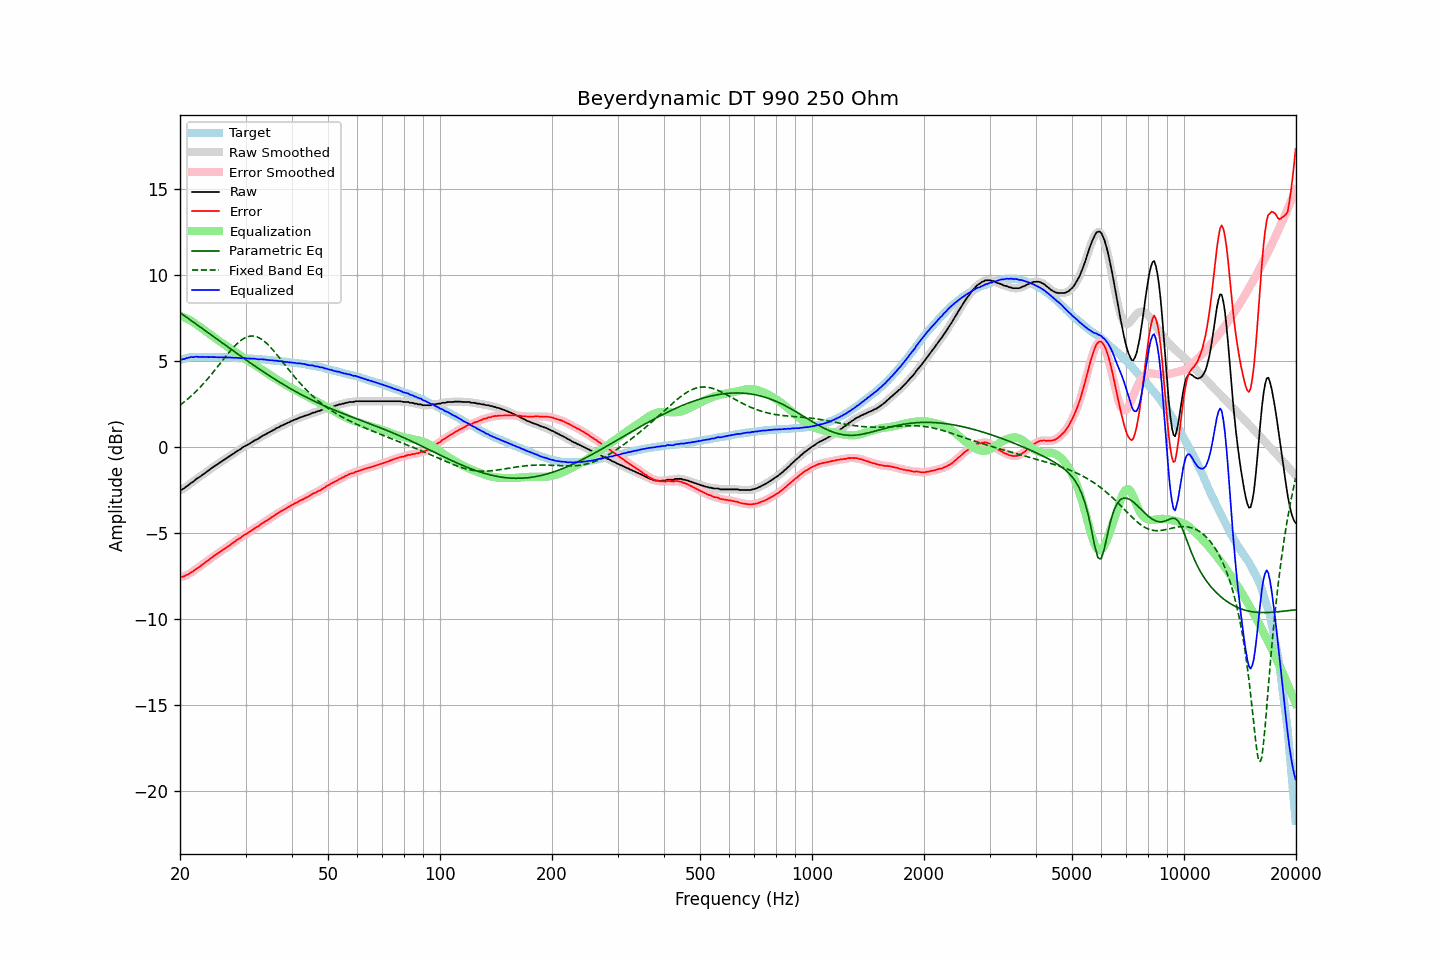 Beyerdynamic DT 990 250 Ohm
Target
Raw Smoothed
Error Smoothed
Raw
Error
Equalization
Parametric Eq
Fixed Band Eq
Equalized
15
10
5
0
−5
−10
−15
−20
Amplitude (dBr)
20
50
100
200
500
1000
2000
5000
10000
20000
Frequency (Hz)